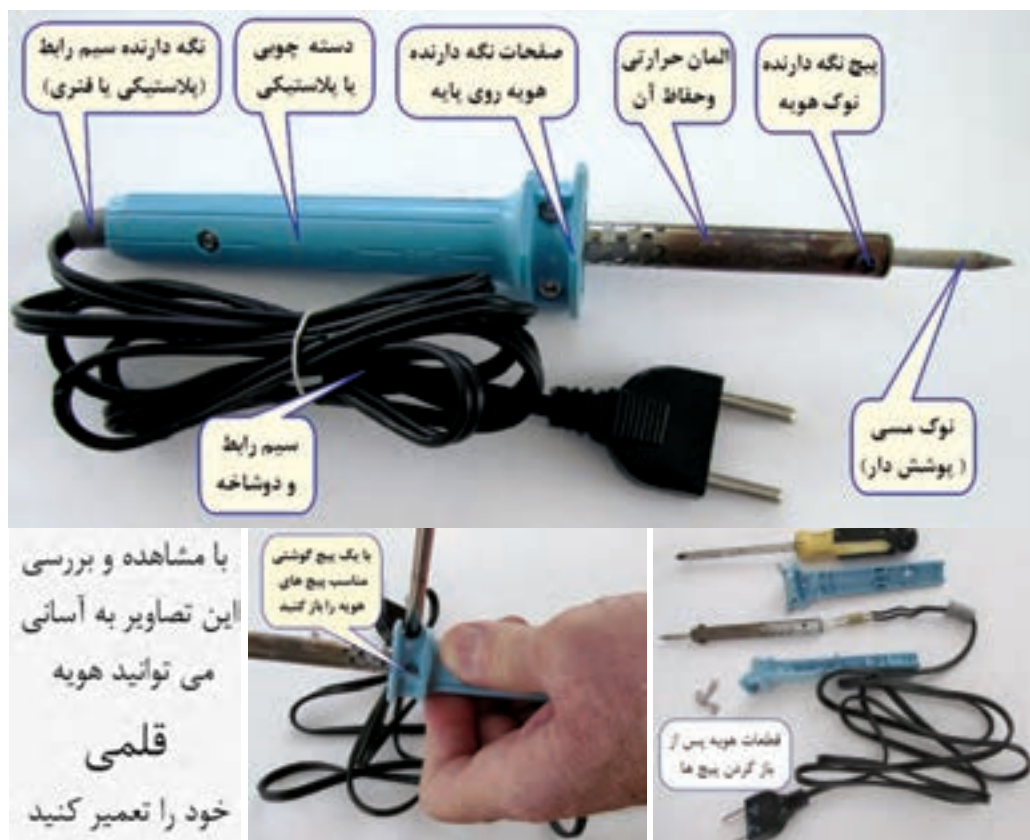 پیچ نگه دارنده
نوک هویه
المان حرارتی
وحفاظ آن
صفحات نگه دارنده
هویه روی پایه
دسته چوبی
یا پلاستیکی
نگه دارنده سیم رابط
(پلاستیکی یا فنری)
نوک مسی
( پوشش دار)
سیم رابط
و دوشاخه
قطعات هویه پس از
باز کردن پیچ ها
با یک پیچ گوشتی
مناسب پیچ های
هویه را باز کنید
با مشاهده و بررسی
این تصاویر به آسانی
می توانید هویه
قلمی
خود را تعمیر کنید